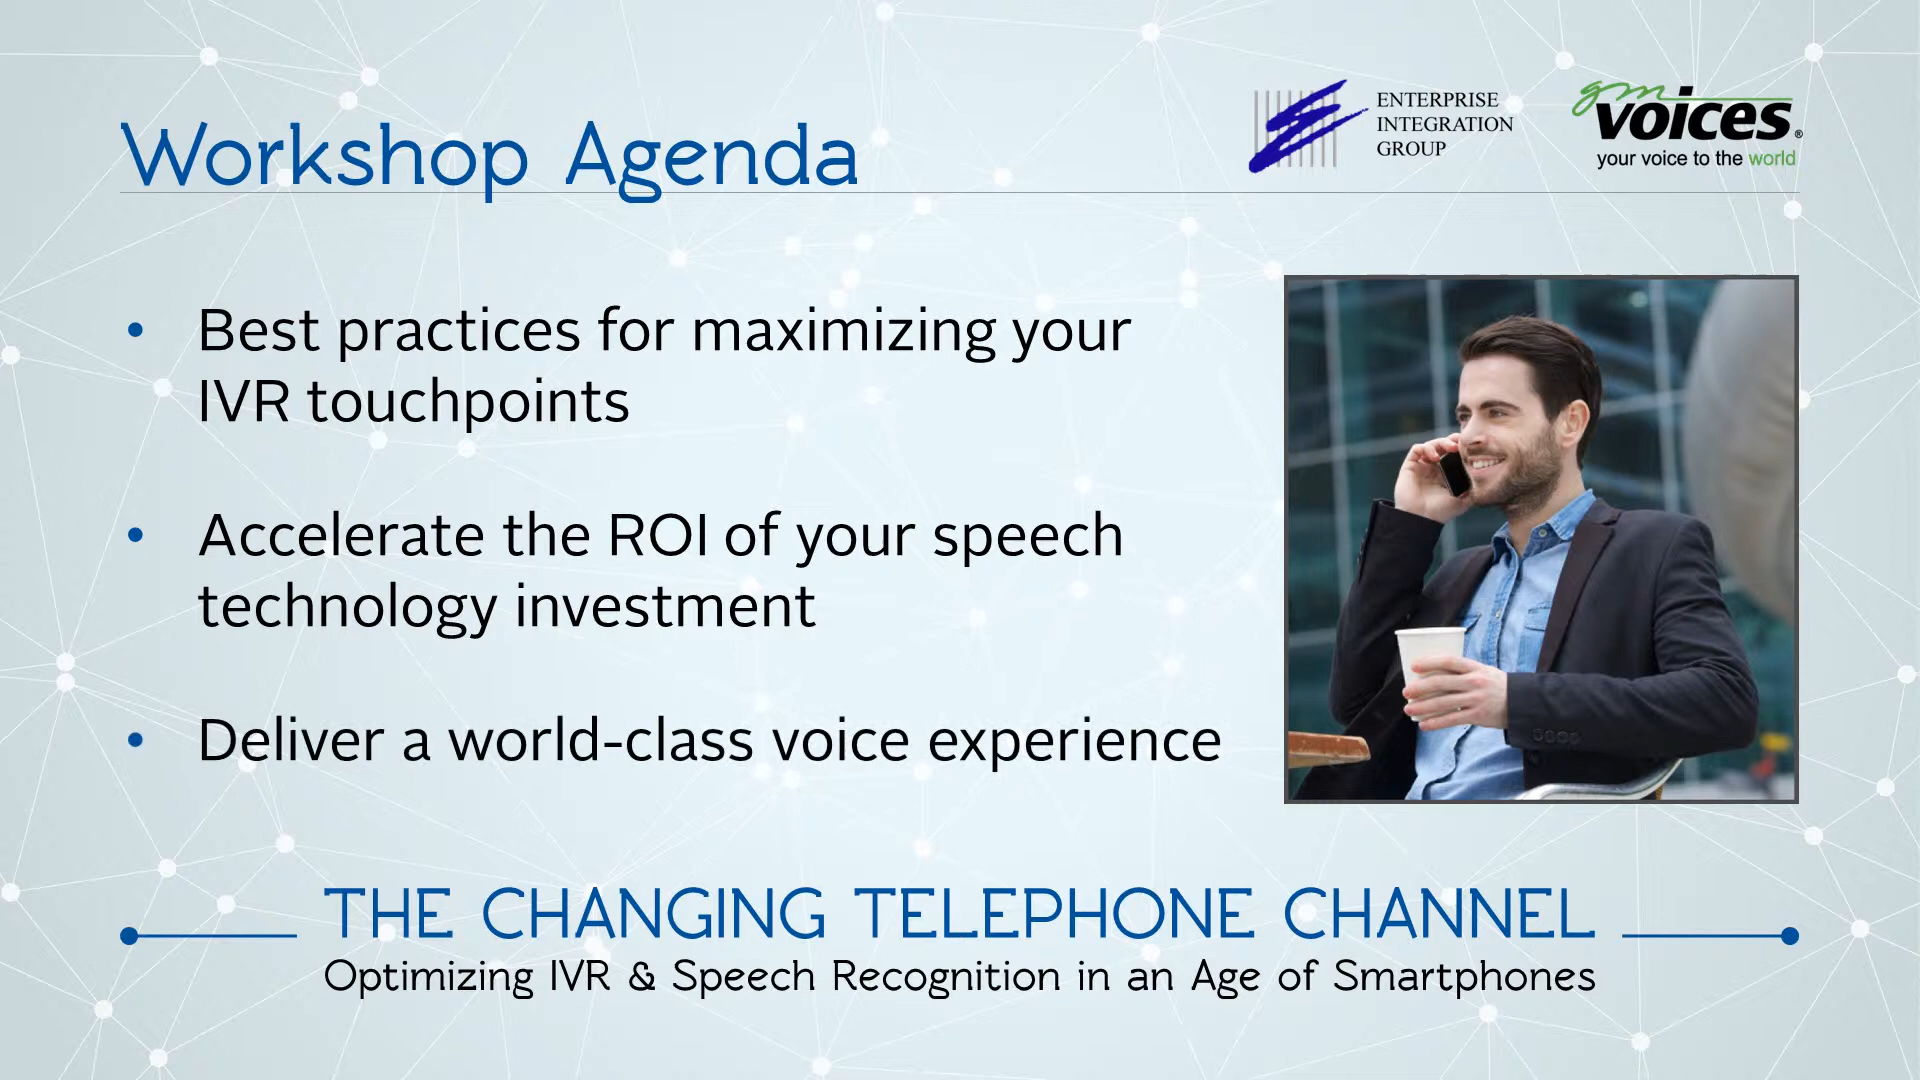 Workshop Agenda
ENTERPRISE
INTEGRATION
GROUP
gm
voices®
your voice to the world
• Best practices for maximizing your
IVR touchpoints
• Accelerate the ROI of your speech
technology investment
• Deliver a world-class voice experience
THE CHANGING TELEPHONE CHANNEL
Optimizing IVR & Speech Recognition in an Age of Smartphones